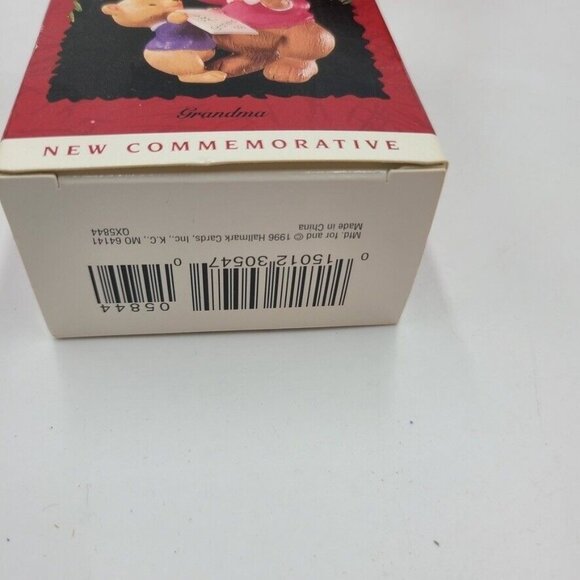 Grandma
NEW COMMEMORATIVE
Mfd. for and © 1996 Hallmark Cards, Inc., K.C., MO 64141
Made in China
QX5844
0 15012 30547 0
05844